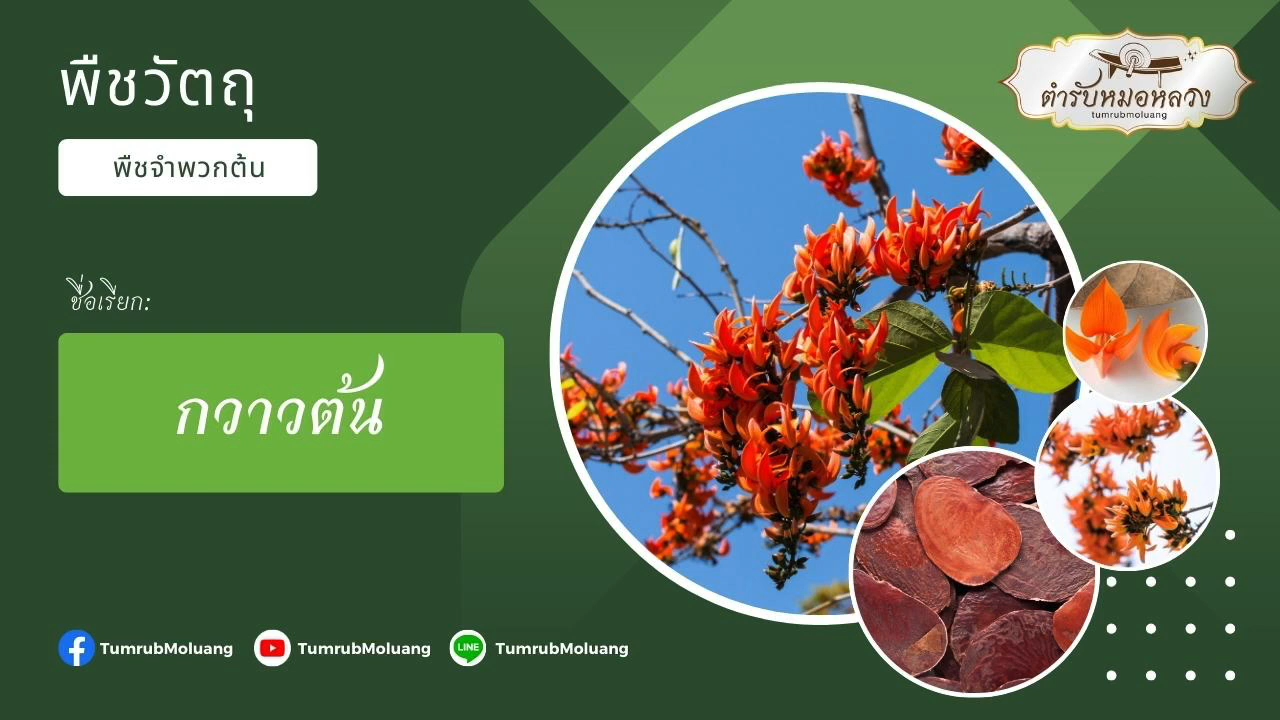 พืชวัตถุ
พืชจำพวกต้น
ชื่อเรียก:
กวาวต้น
ตำรับหมอหลวง
tumrubmoluang
TumrubMoluang
TumrubMoluang
LINE
TumrubMoluang